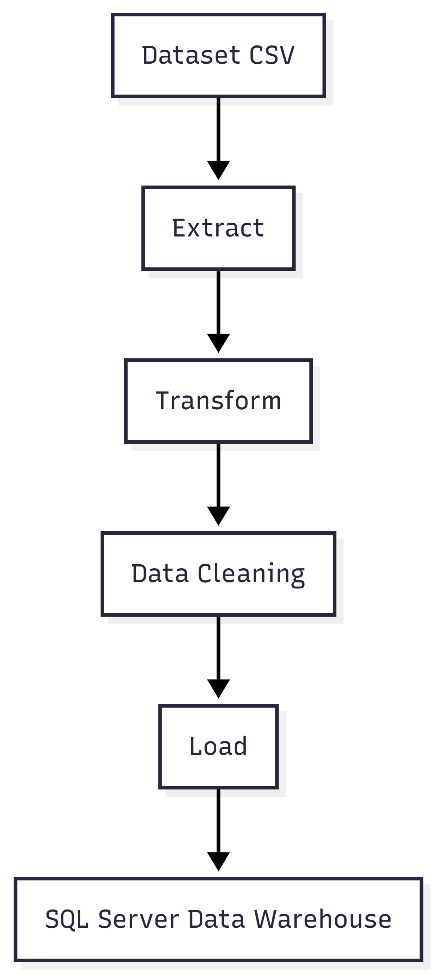 Dataset CSV
Extract
Transform
Data Cleaning
Load
SQL Server Data Warehouse